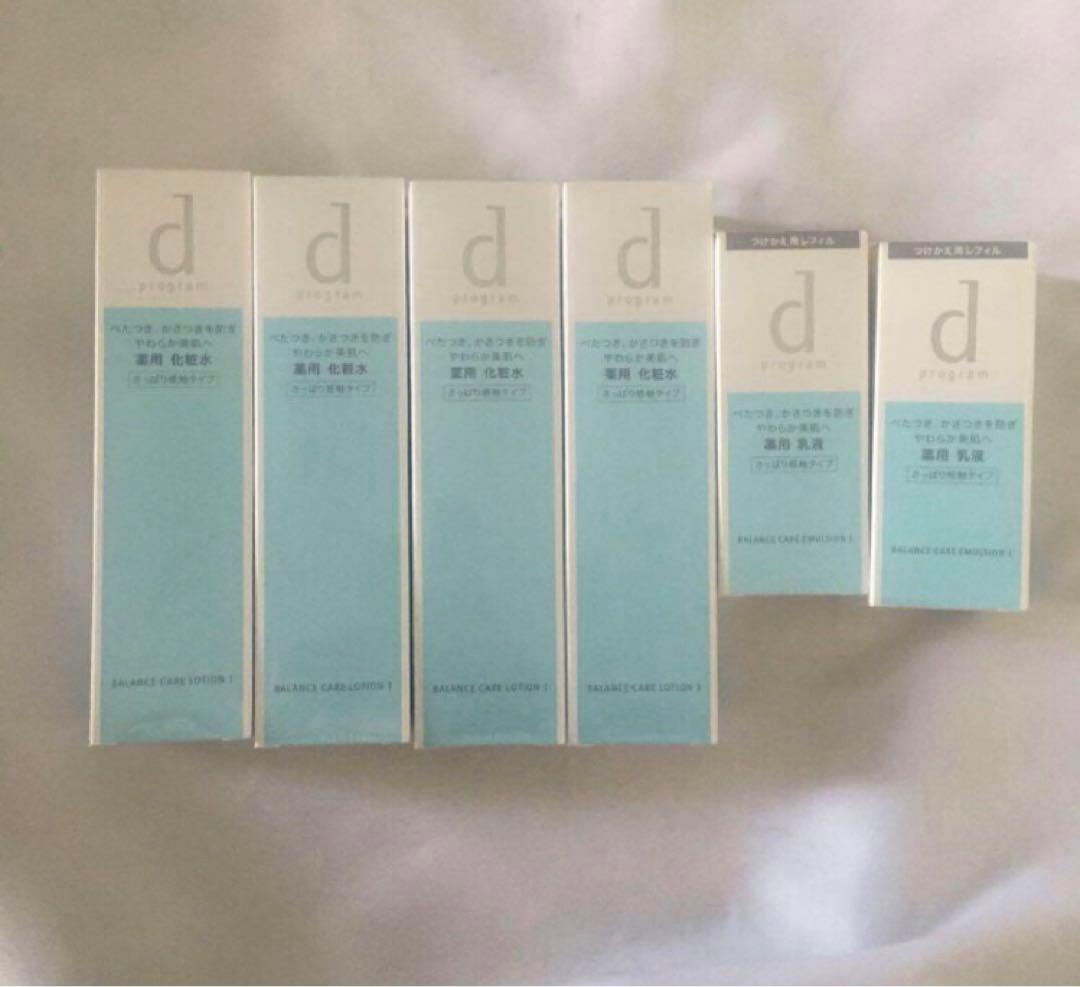 d
program
べたつき、かさつきを防ぎ
やわらか美肌へ
薬用 化粧水
さっぱり感触タイプ
BALANCE CARE LOTION I
d
program
べたつき、かさつきを防ぎ
やわらか美肌へ
薬用 化粧水
さっぱり感触タイプ
BALANCE CARE LOTION I
d
program
べたつき、かさつきを防ぎ
やわらか美肌へ
薬用 化粧水
さっぱり感触タイプ
BALANCE CARE LOTION I
d
program
べたつき、かさつきを防ぎ
やわらか美肌へ
薬用 化粧水
さっぱり感触タイプ
BALANCE CARE LOTION I
つけかえ用レフィル
d
program
べたつき、かさつきを防ぎ
やわらか美肌へ
薬用 乳液
さっぱり感触タイプ
BALANCE CARE EMULSION I
つけかえ用レフィル
d
program
べたつき、かさつきを防ぎ
やわらか美肌へ
薬用 乳液
さっぱり感触タイプ
BALANCE CARE EMULSION I